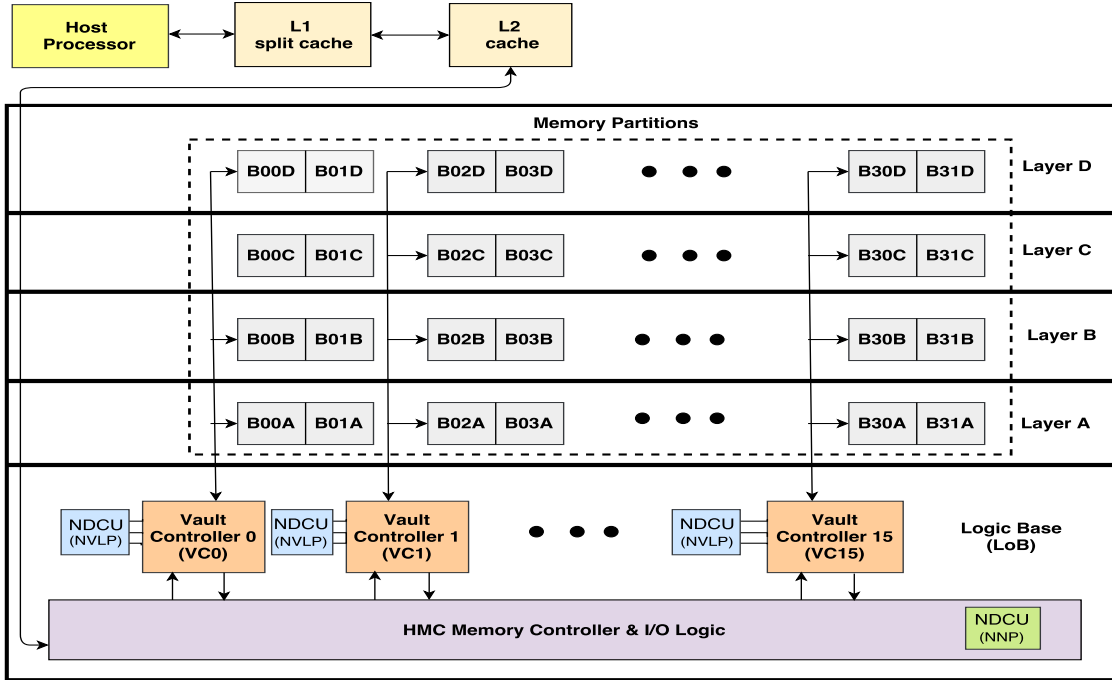 Host
Processor
L1
split cache
L2
cache
Memory Partitions
B00D B01D B02D B03D B30D B31D Layer D
B00C B01C B02C B03C B30C B31C Layer C
B00B B01B B02B B03B B30B B31B Layer B
B00A B01A B02A B03A B30A B31A Layer A
NDCU
(NVLP)
Vault
Controller 0
(VC0)
NDCU
(NVLP)
Vault
Controller 1
(VC1)
NDCU
(NVLP)
Vault
Controller 15
(VC15)
Logic Base
(LoB)
HMC Memory Controller & I/O Logic
NDCU
(NNP)